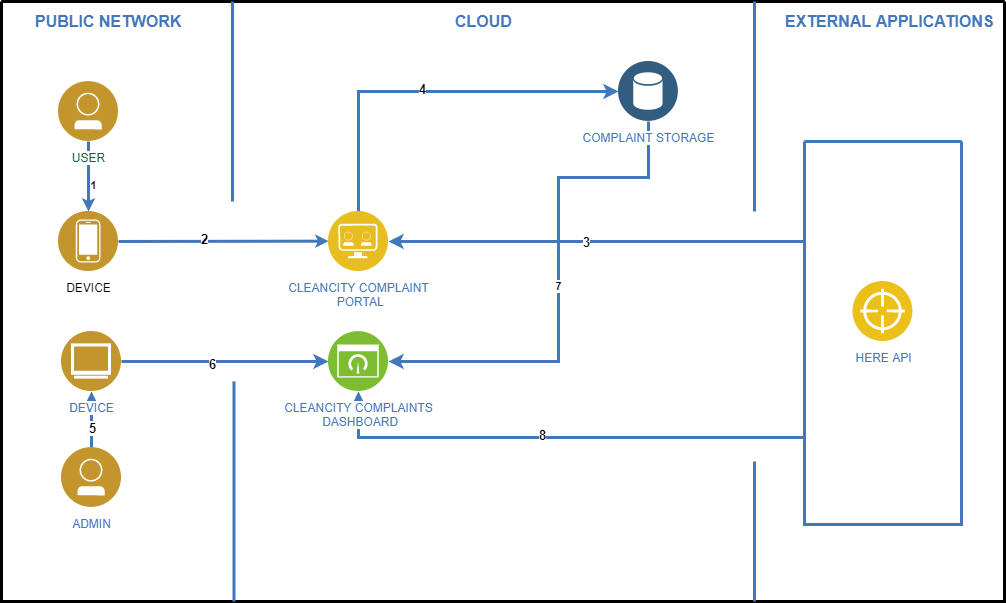 PUBLIC NETWORK
CLOUD
EXTERNAL APPLICATIONS
4
COMPLAINT STORAGE
USER
1
2
3
DEVICE
CLEANCITY COMPLAINT
PORTAL
7
HERE API
6
DEVICE
CLEANCITY COMPLAINTS
DASHBOARD
5
8
ADMIN